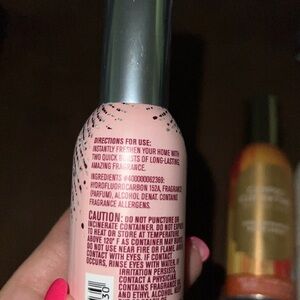 DIRECTIONS FOR USE:
INSTANTLY FRESHEN YOUR HOME WITH
TWO QUICK BURSTS OF LONG-LASTING
AMAZING FRAGRANCE.
INGREDIENTS #400000062369:
HYDROFLUOROCARBON 152A, FRAGRANCE
(PARFUM), ALCOHOL DENAT. CONTAINS
FRAGRANCE ALLERGENS.
CAUTION: DO NOT PUNCTURE OR
INCINERATE CONTAINER. DO NOT EXPOSE
TO HEAT OR STORE AT TEMPERATURE
ABOVE 120° F AS CONTAINER MAY BURST.
DO NOT USE NEAR FIRE OR FLAME. AVOID
CONTACT WITH EYES. IF CONTACT
OCCURS, RINSE EYES WITH WATER. IF
IRRITATION PERSISTS,
CONTACT A PHYSICIAN.
CONTAINS FRAGRANCE
AND ETHYL ALCOHOL